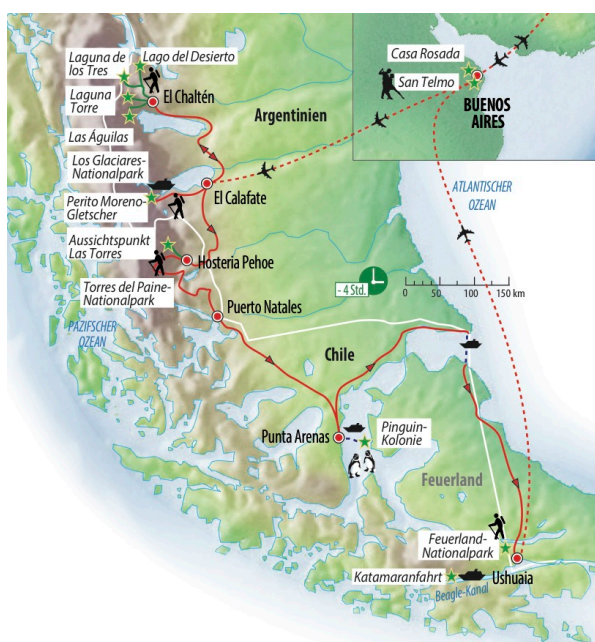 Laguna de
los Tres
Lago del Desierto
Laguna
Torre
El Chaltén
Las Águilas
Los Glaciares-
Nationalpark
Perito Moreno-
Gletscher
El Calafate
Argentinien
Aussichtspunkt
Las Torres
Hostería Pehoe
Torres del Paine-
Nationalpark
Puerto Natales
PAZIFSCHER
OZEAN
Chile
Punta Arenas
Pinguin-
Kolonie
Feuerland
Feuerland-
Nationalpark
Ushuaia
Katamaranfahrt
Beagle-Kanal
- 4 Std.
0 50 100 150 km
ATLANTISCHER
OZEAN
Casa Rosada
San Telmo
BUENOS
AIRES